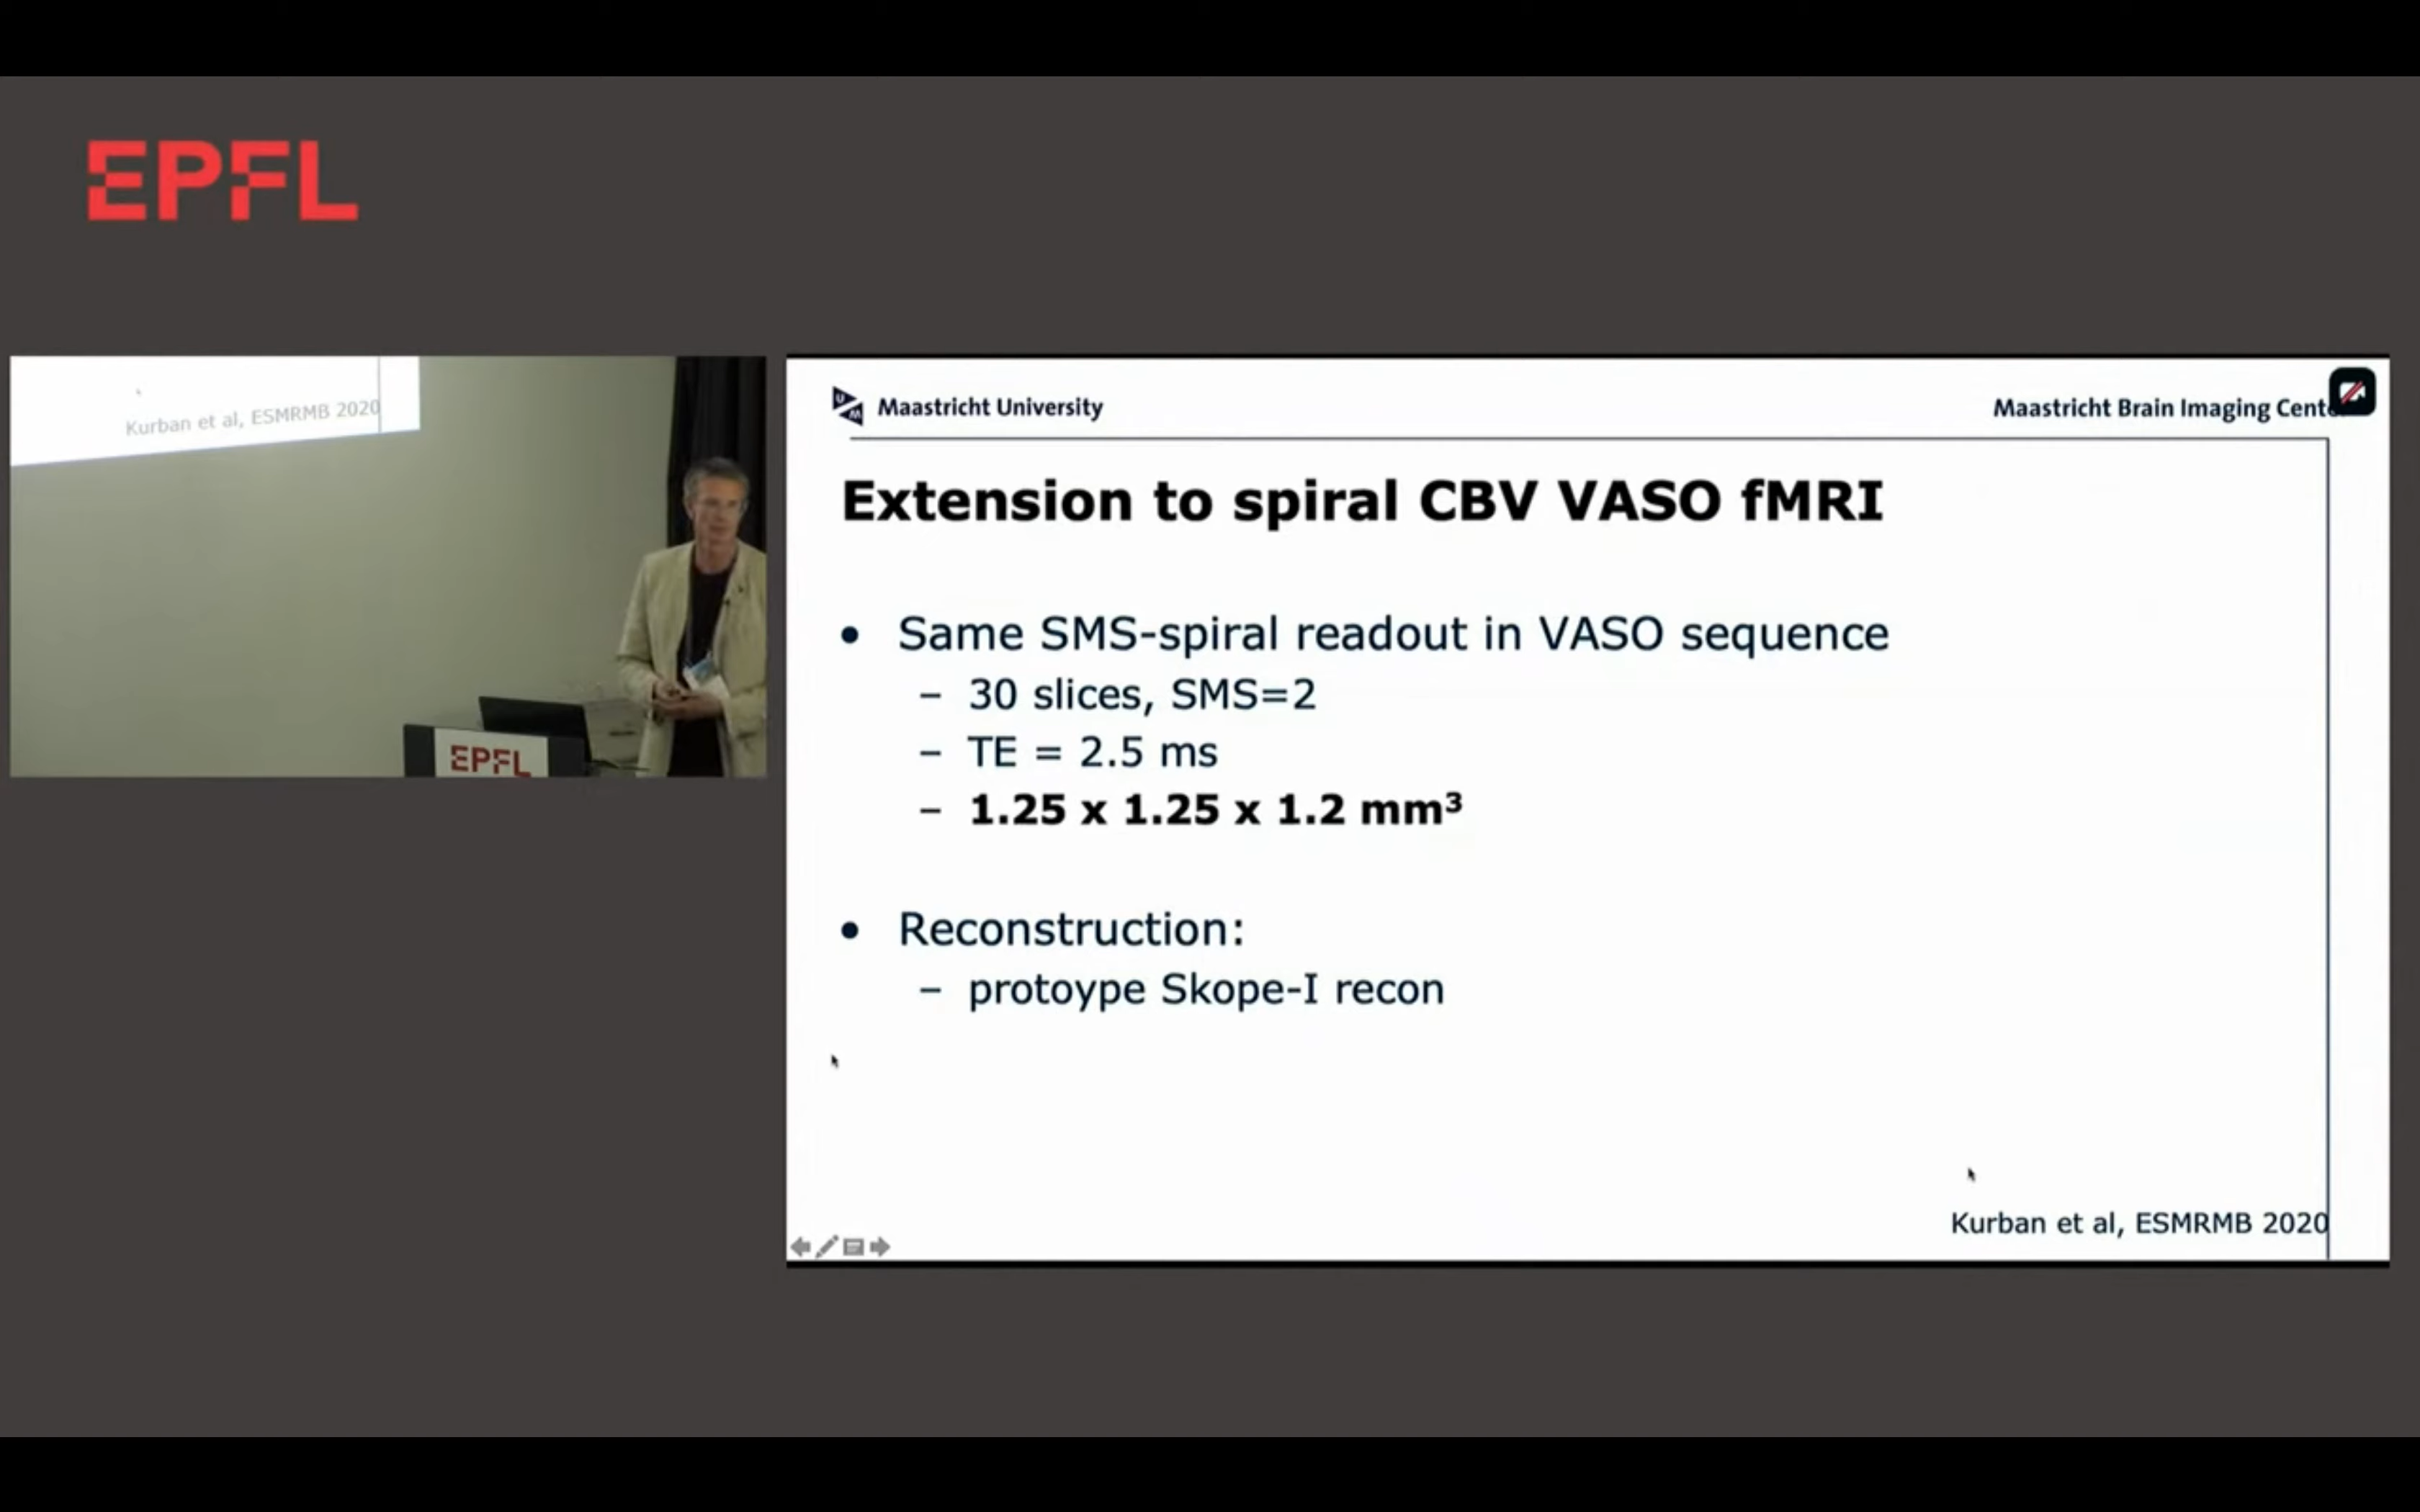 EPFL
Kurban et al, ESMRMB 2020
EPFL
UM Maastricht University
Maastricht Brain Imaging Cent
Extension to spiral CBV VASO fMRI
• Same SMS-spiral readout in VASO sequence
– 30 slices, SMS=2
– TE = 2.5 ms
– 1.25 x 1.25 x 1.2 mm³
• Reconstruction:
– protoype Skope-I recon
Kurban et al, ESMRMB 2020